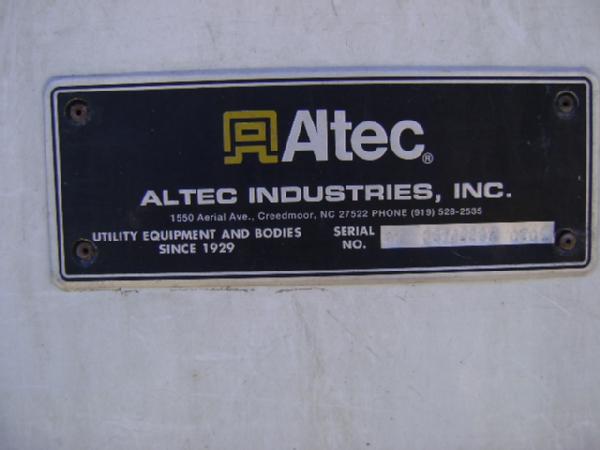 Altec®
ALTEC INDUSTRIES, INC.
1550 Aerial Ave., Creedmoor, NC 27522 PHONE (919) 528-2535
UTILITY EQUIPMENT AND BODIES
SINCE 1929
SERIAL
NO.